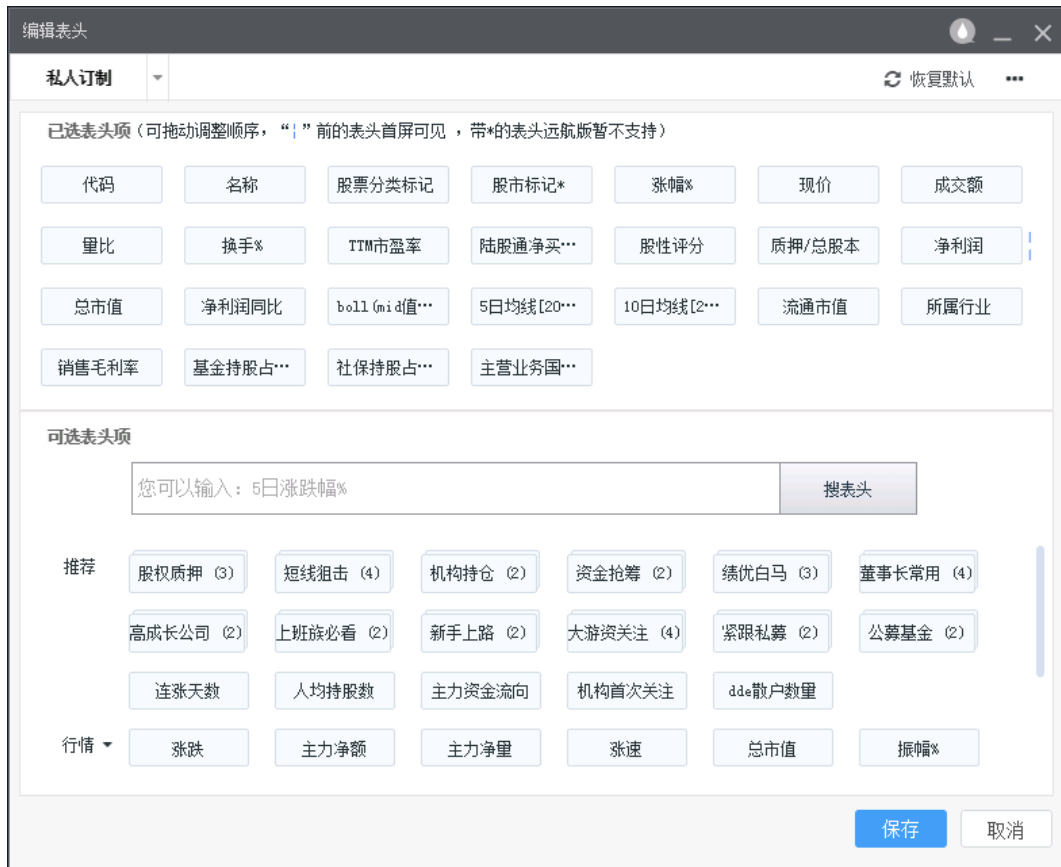 编辑表头
私人订制 恢复默认
已选表头项（可拖动调整顺序，“¦”前的表头首屏可见 ，带*的表头远航版暂不支持）
代码 名称 股票分类标记 股市标记* 涨幅% 现价 成交额
量比 换手% TTM市盈率 陆股通净买… 股性评分 质押/总股本 净利润
总市值 净利润同比 boll(mid值… 5日均线[20… 10日均线[2… 流通市值 所属行业
销售毛利率 基金持股占… 社保持股占… 主营业务国…
可选表头项
您可以输入：5日涨跌幅% 搜表头
推荐 股权质押 (3) 短线狙击 (4) 机构持仓 (2) 资金抢筹 (2) 绩优白马 (3) 董事长常用 (4)
高成长公司 (2) 上班族必看 (2) 新手上路 (2) 大游资关注 (4) 紧跟私募 (2) 公募基金 (2)
连涨天数 人均持股数 主力资金流向 机构首次关注 dde散户数量
行情 涨跌 主力净额 主力净量 涨速 总市值 振幅%
保存 取消